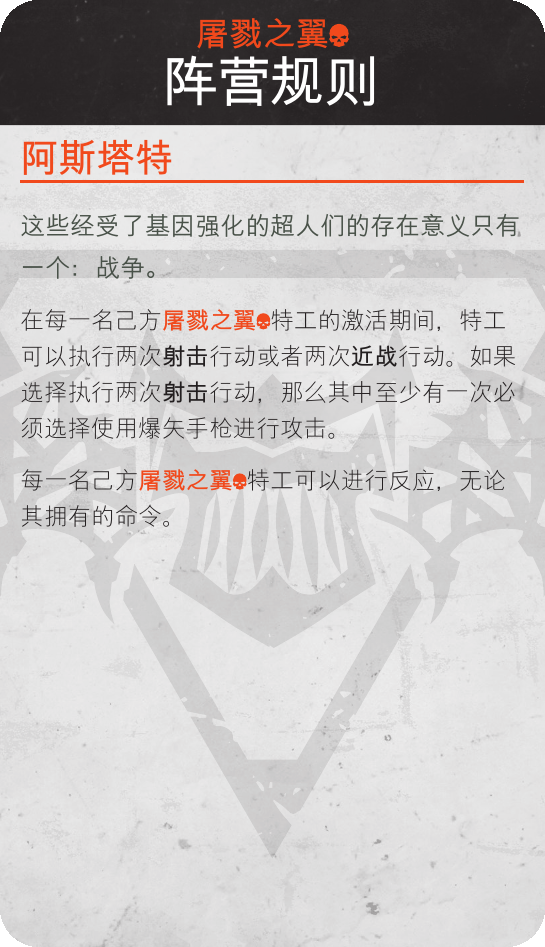 屠戮之翼
阵营规则
阿斯塔特
这些经受了基因强化的超人们的存在意义只有
一个：战争。
在每一名己方屠戮之翼特工的激活期间，特工
可以执行两次射击行动或者两次近战行动。如果
选择执行两次射击行动，那么其中至少有一次必
须选择使用爆矢手枪进行攻击。
每一名己方屠戮之翼特工可以进行反应，无论
其拥有的命令。